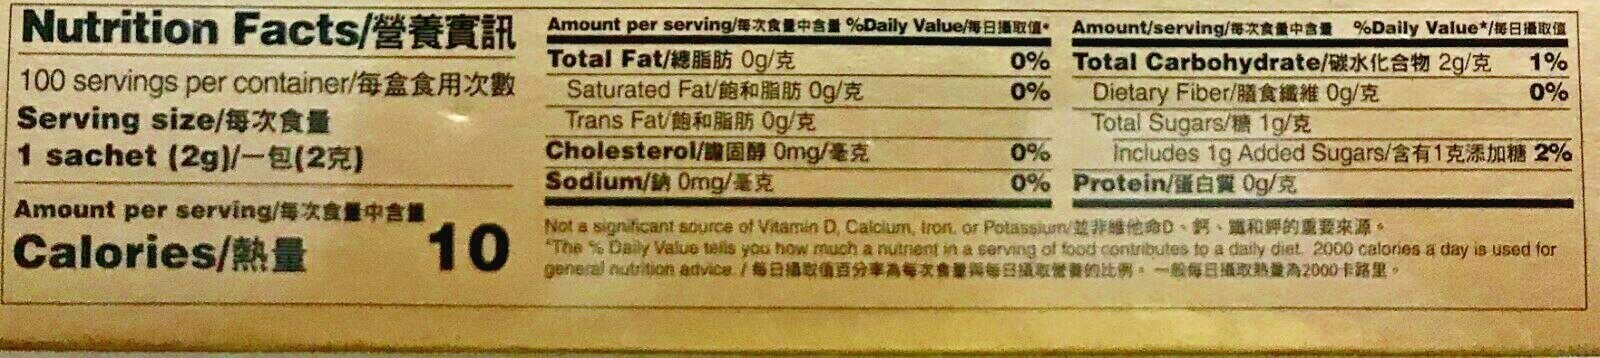 Nutrition Facts/營養資訊
100 servings per container/每盒食用次數
Serving size/每次食量
1 sachet (2g)/一包(2克)
Amount per serving/每次食量中含量
Calories/熱量 10
Amount per serving/每次食量中含量 %Daily Value/每日攝取值*
Total Fat/總脂肪 0g/克 0%
Saturated Fat/飽和脂肪 0g/克 0%
Trans Fat/飽和脂肪 0g/克
Cholesterol/膽固醇 0mg/毫克 0%
Sodium/鈉 0mg/毫克 0%
Amount/serving/每次食量中含量 %Daily Value*/每日攝取值
Total Carbohydrate/碳水化合物 2g/克 1%
Dietary Fiber/膳食纖維 0g/克 0%
Total Sugars/糖 1g/克
Includes 1g Added Sugars/含有1克添加糖 2%
Protein/蛋白質 0g/克
Not a significant source of Vitamin D, Calcium, Iron, or Potassium/並非維他命D、鈣、鐵和鉀的重要來源。
*The % Daily Value tells you how much a nutrient in a serving of food contributes to a daily diet. 2000 calories a day is used for
general nutrition advice. / 每日攝取值百分率為每次食量與每日攝取營養的比例。一般每日攝取熱量為2000卡路里。